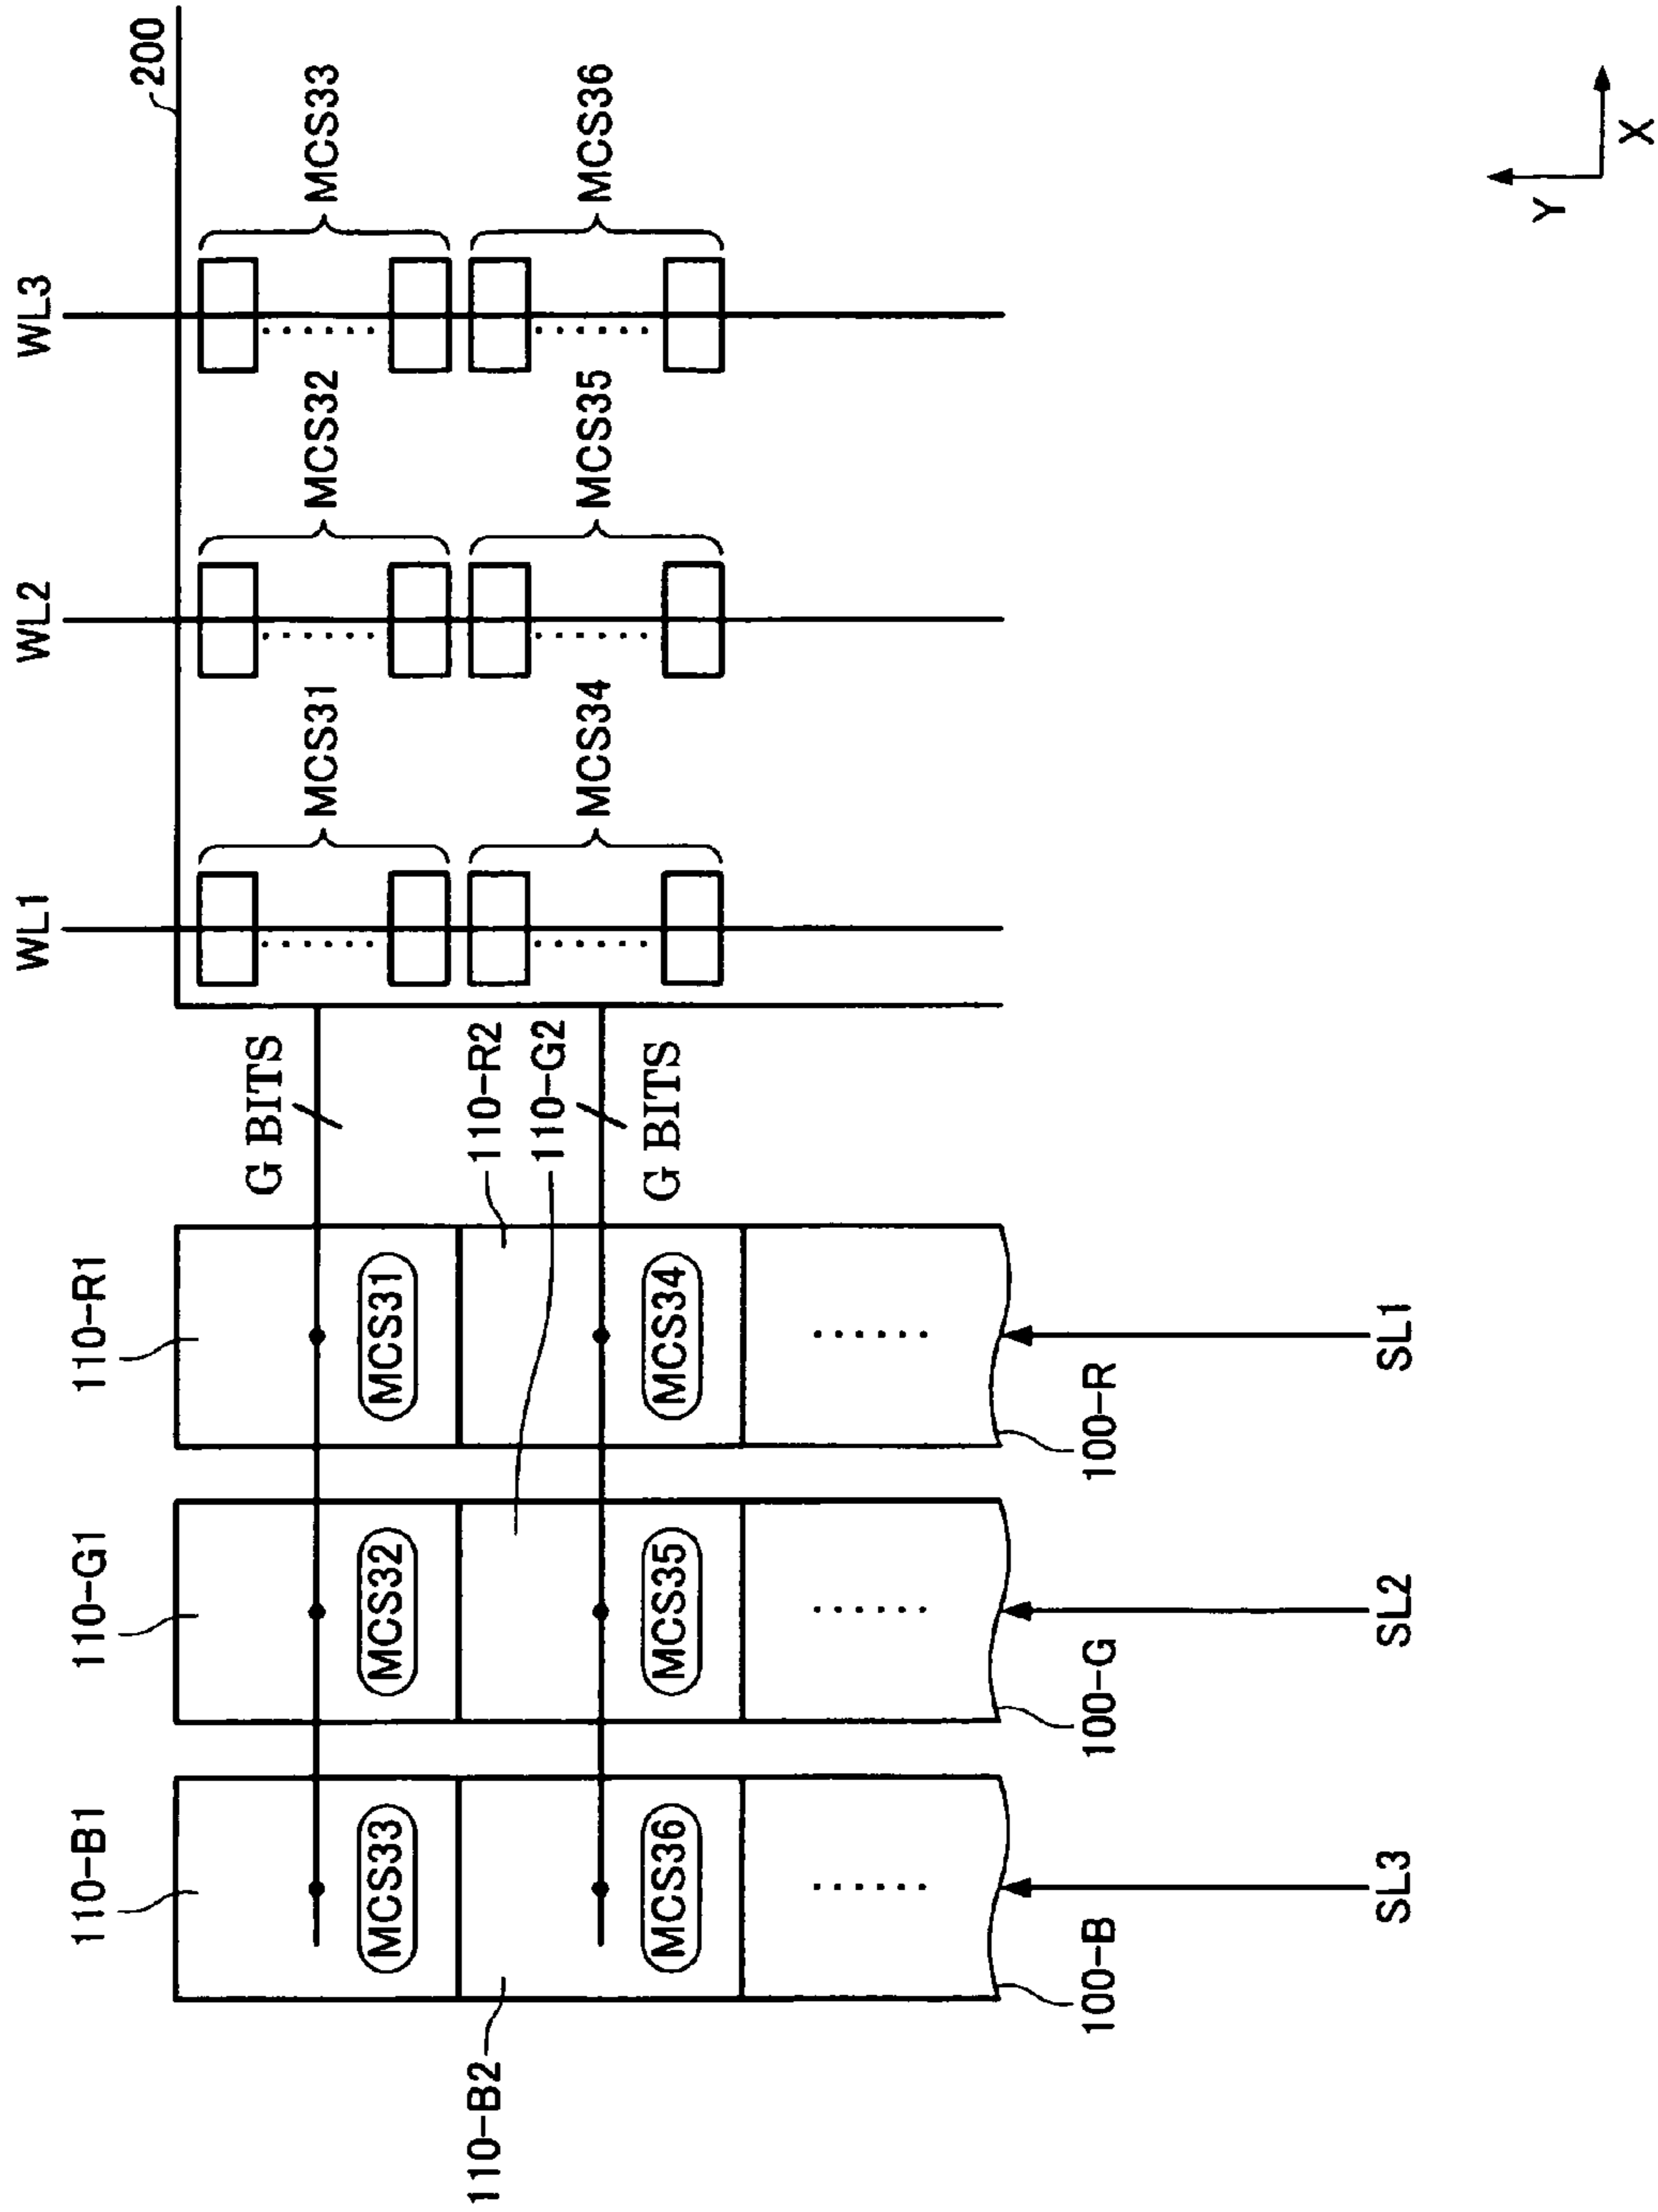 WL1
WL2
WL3
200
MCS31
MCS32
MCS33
MCS34
MCS35
MCS36
110-B1
110-G1
110-R1
G BITS
110-R2
110-G2
G BITS
MCS33
MCS32
MCS31
MCS36
MCS35
MCS34
110-B2
100-B
100-G
100-R
SL3
SL2
SL1
Y
X